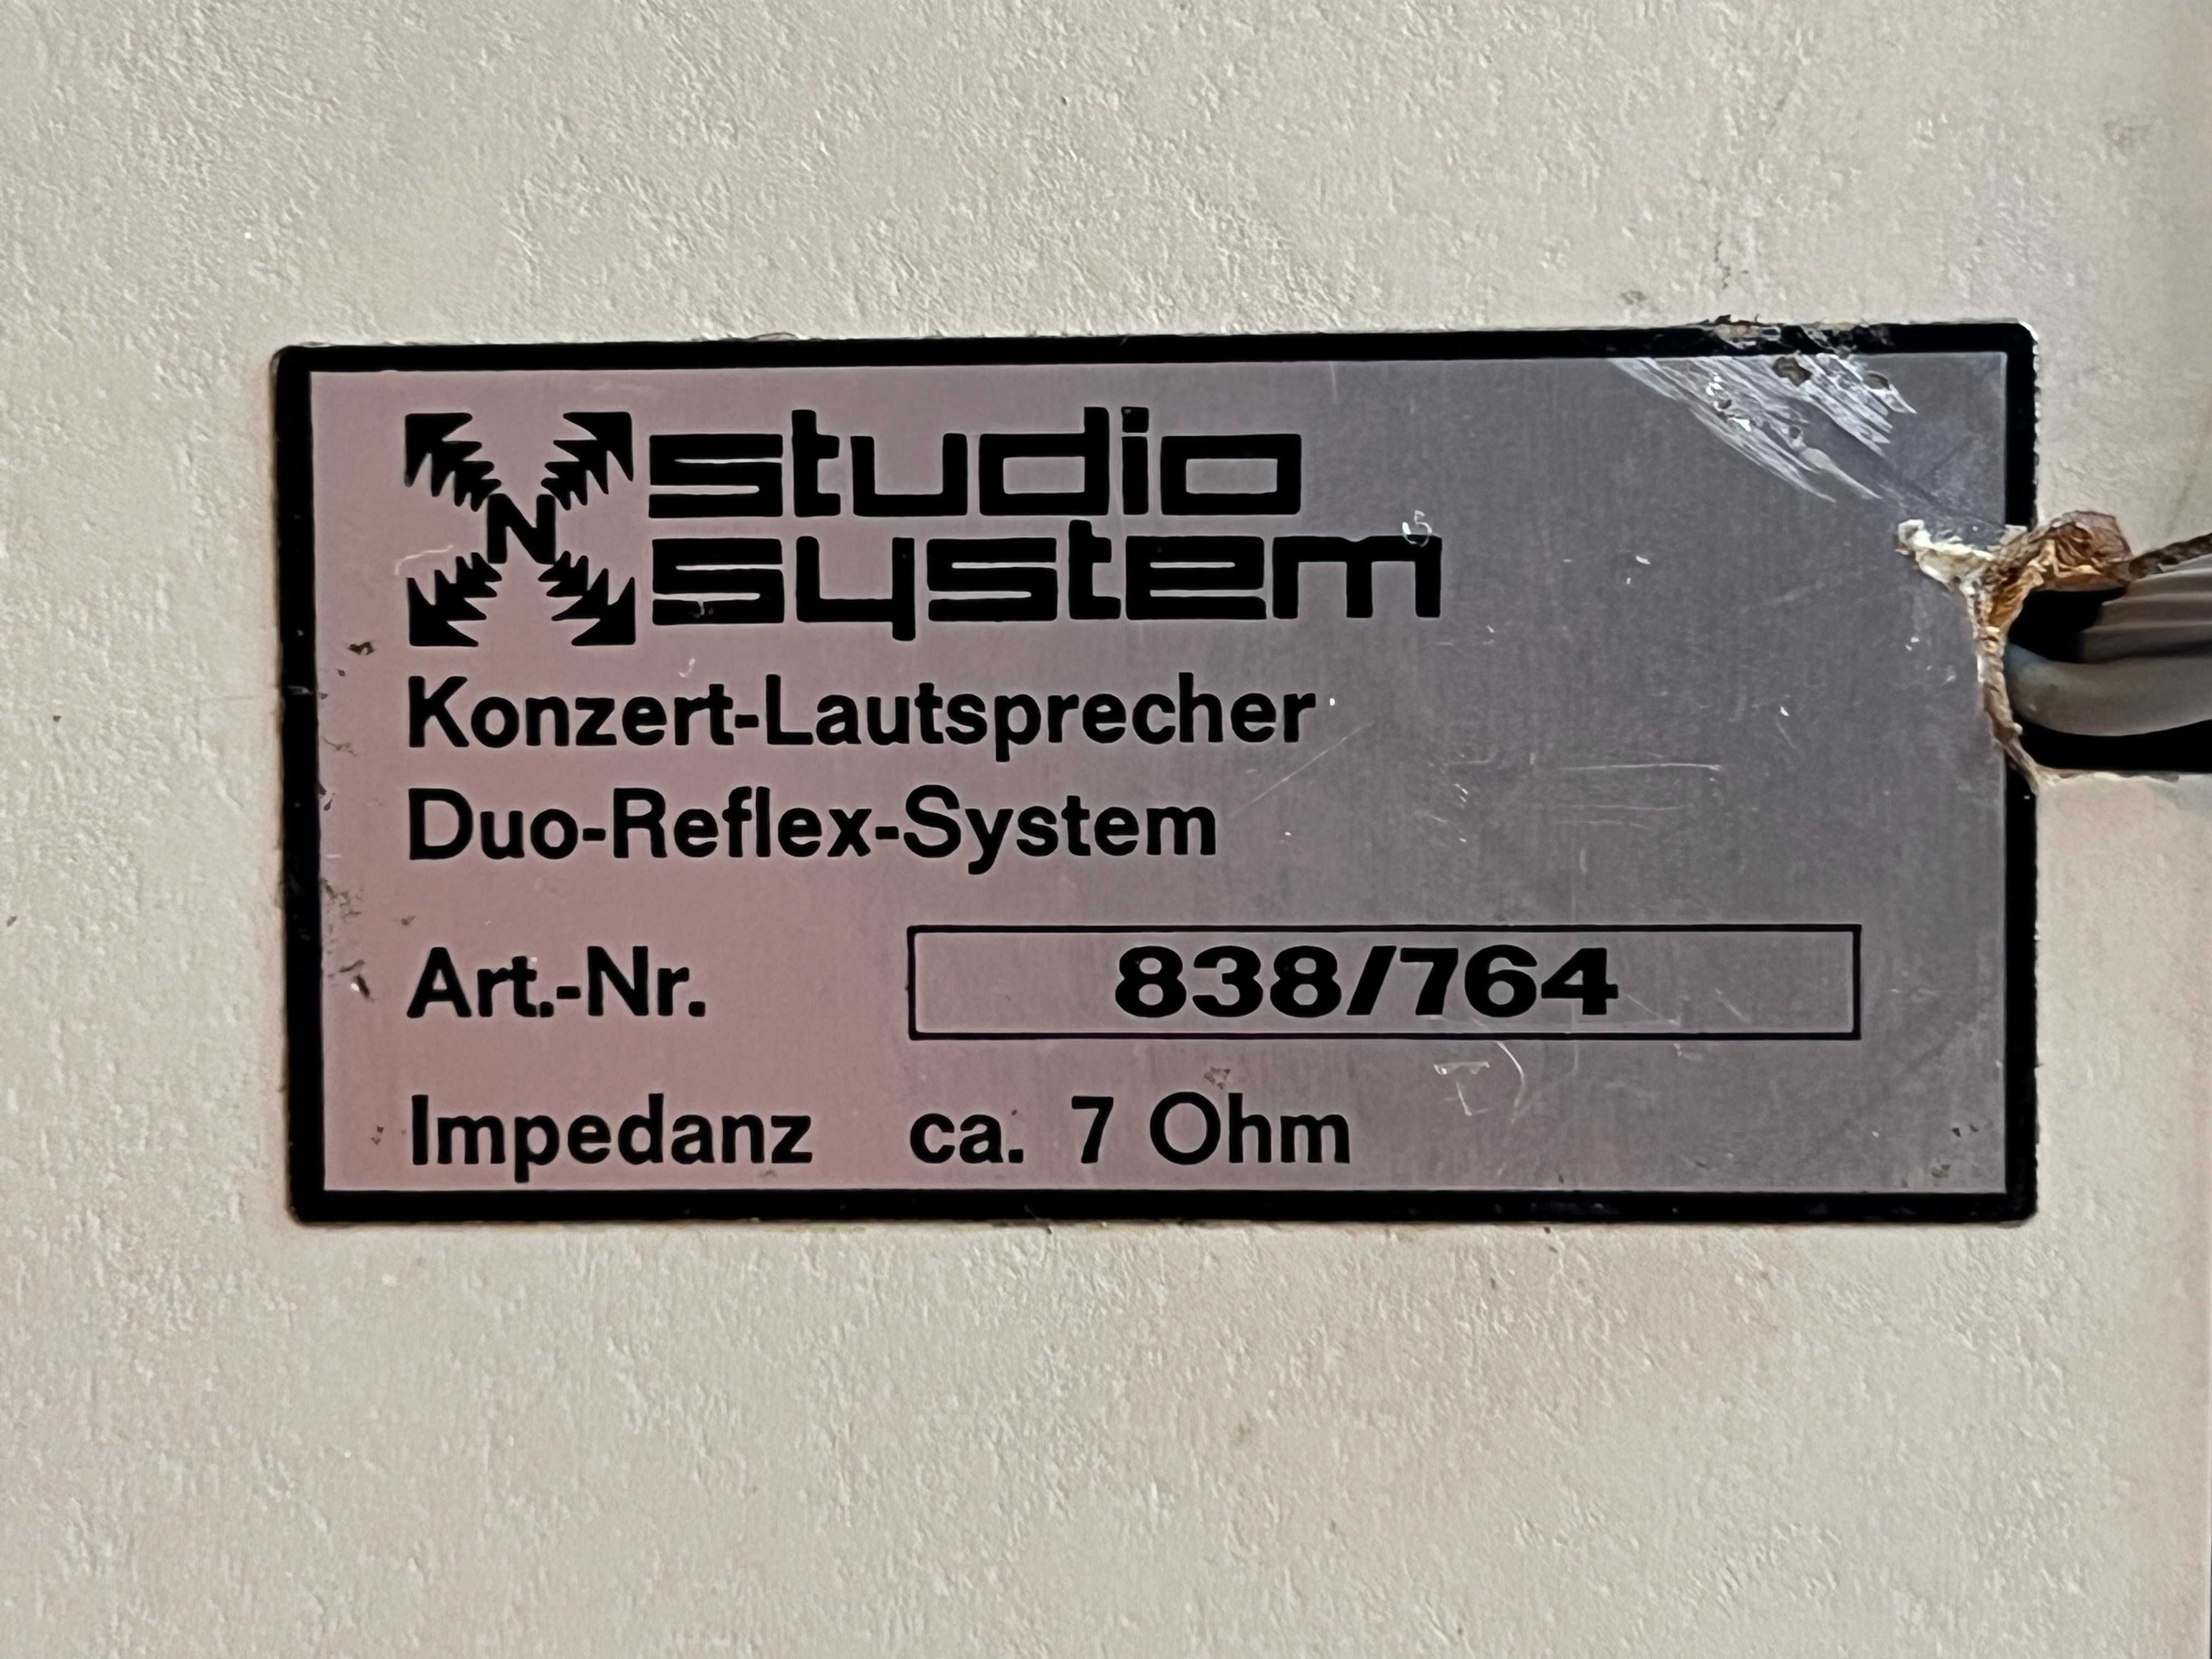 N studio
system
Konzert-Lautsprecher
Duo-Reflex-System
Art.-Nr. 838/764
Impedanz ca. 7 Ohm